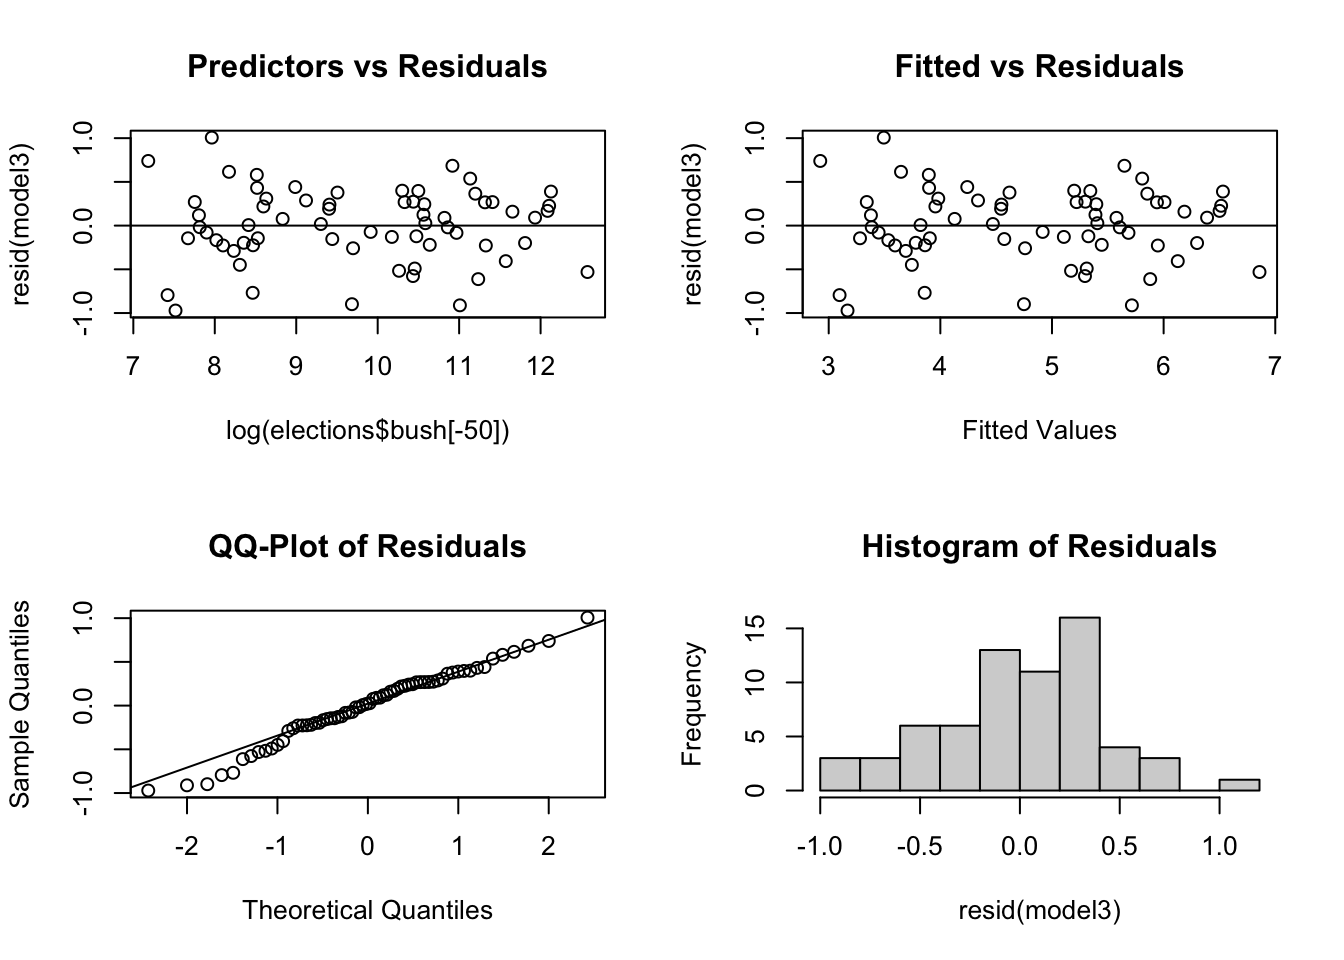 Predictors vs Residuals
resid(model3)
1.0
0.0
-1.0
7 8 9 10 11 12
log(elections$bush[-50])
Fitted vs Residuals
resid(model3)
1.0
0.0
-1.0
3 4 5 6 7
Fitted Values
QQ-Plot of Residuals
Sample Quantiles
1.0
0.0
-1.0
-2 -1 0 1 2
Theoretical Quantiles
Histogram of Residuals
Frequency
15
10
5
0
-1.0 -0.5 0.0 0.5 1.0
resid(model3)